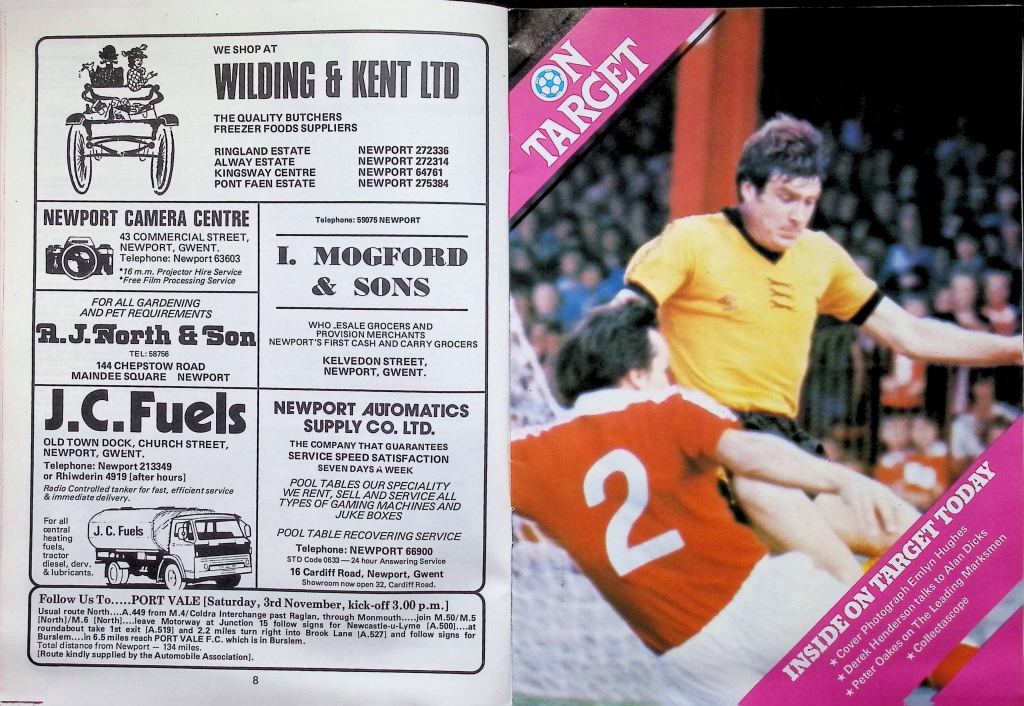 WE SHOP AT
WILDING & KENT LTD
THE QUALITY BUTCHERS
FREEZER FOODS SUPPLIERS
RINGLAND ESTATE NEWPORT 272336
ALWAY ESTATE NEWPORT 272314
KINGSWAY CENTRE NEWPORT 64761
PONT FAEN ESTATE NEWPORT 275384
NEWPORT CAMERA CENTRE
43 COMMERCIAL STREET,
NEWPORT, GWENT.
Telephone: Newport 63603
*16 m.m. Projector Hire Service
*Free Film Processing Service
Telephone: 59075 NEWPORT
I. MOGFORD
& SONS
WHO ESALE GROCERS AND
PROVISION MERCHANTS
NEWPORT'S FIRST CASH AND CARRY GROCERS
KELVEDON STREET,
NEWPORT, GWENT.
FOR ALL GARDENING
AND PET REQUIREMENTS
R.J. North & Son
TEL: 58756
144 CHEPSTOW ROAD
MAINDEE SQUARE NEWPORT
J.C. Fuels
OLD TOWN DOCK, CHURCH STREET,
NEWPORT, GWENT.
Telephone: Newport 213349
or Rhiwderin 4919 [after hours]
Radio Controlled tanker for fast, efficient service
& immediate delivery.
For all
central
heating
fuels,
tractor
diesel, derv.
& lubricants.
J. C. Fuels
NEWPORT AUTOMATICS
SUPPLY CO. LTD.
THE COMPANY THAT GUARANTEES
SERVICE SPEED SATISFACTION
SEVEN DAYS A WEEK
POOL TABLES OUR SPECIALITY
WE RENT, SELL AND SERVICE ALL
TYPES OF GAMING MACHINES AND
JUKE BOXES
POOL TABLE RECOVERING SERVICE
Telephone: NEWPORT 66900
STD Code 0633 — 24 hour Answering Service
16 Cardiff Road, Newport, Gwent
Showroom now open 32, Cardiff Road.
Follow Us To.....PORT VALE [Saturday, 3rd November, kick-off 3.00 p.m.]
Usual route North....A.449 from M.4/Coldra Interchange past Raglan, through Monmouth.....join M.50/M.5
[North]/M.6 [North]....leave Motorway at Junction 15 follow signs for Newcastle-u-Lyme [A.500]....at
roundabout take 1st exit [A.519] and 2.2 miles turn right into Brook Lane [A.527] and follow signs for
Burslem....in 6.5 miles reach PORT VALE F.C. which is in Burslem.
Total distance from Newport — 134 miles.
[Route kindly supplied by the Automobile Association].
8
ON
TARGET
2
INSIDE ON TARGET TODAY
★ Cover Photograph Emlyn Hughes
★ Derek Henderson talks to Alan Dicks
★ Peter Oakes on The Leading Marksmen
★ Collectascope